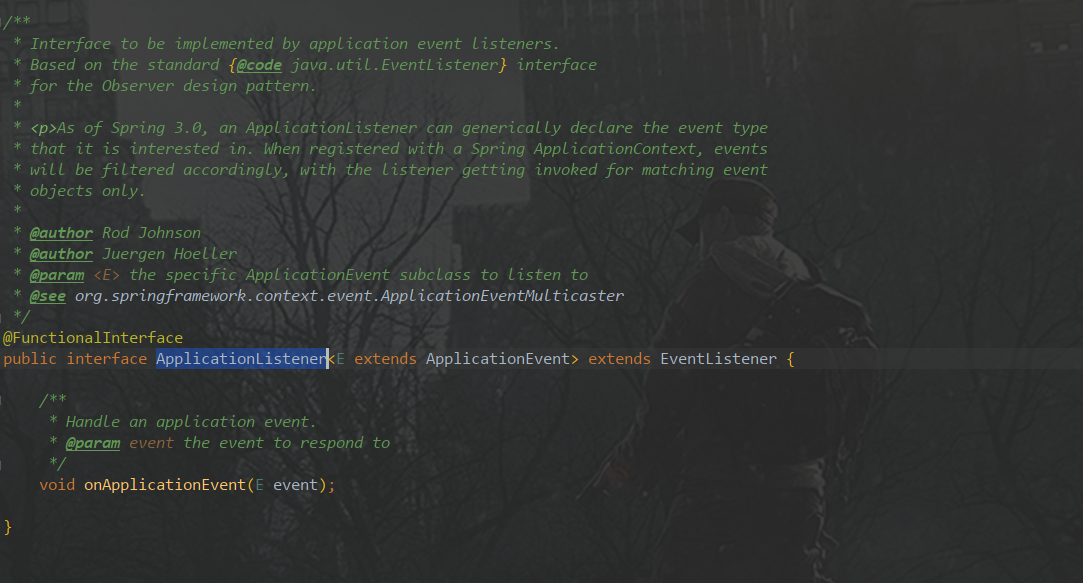 /**
 * Interface to be implemented by application event listeners.
 * Based on the standard {@code java.util.EventListener} interface
 * for the Observer design pattern.
 *
 * <p>As of Spring 3.0, an ApplicationListener can generically declare the event type
 * that it is interested in. When registered with a Spring ApplicationContext, events
 * will be filtered accordingly, with the listener getting invoked for matching event
 * objects only.
 *
 * @author Rod Johnson
 * @author Juergen Hoeller
 * @param <E> the specific ApplicationEvent subclass to listen to
 * @see org.springframework.context.event.ApplicationEventMulticaster
 */
@FunctionalInterface
public interface ApplicationListener<E extends ApplicationEvent> extends EventListener {
    /**
     * Handle an application event.
     * @param event the event to respond to
     */
    void onApplicationEvent(E event);
}